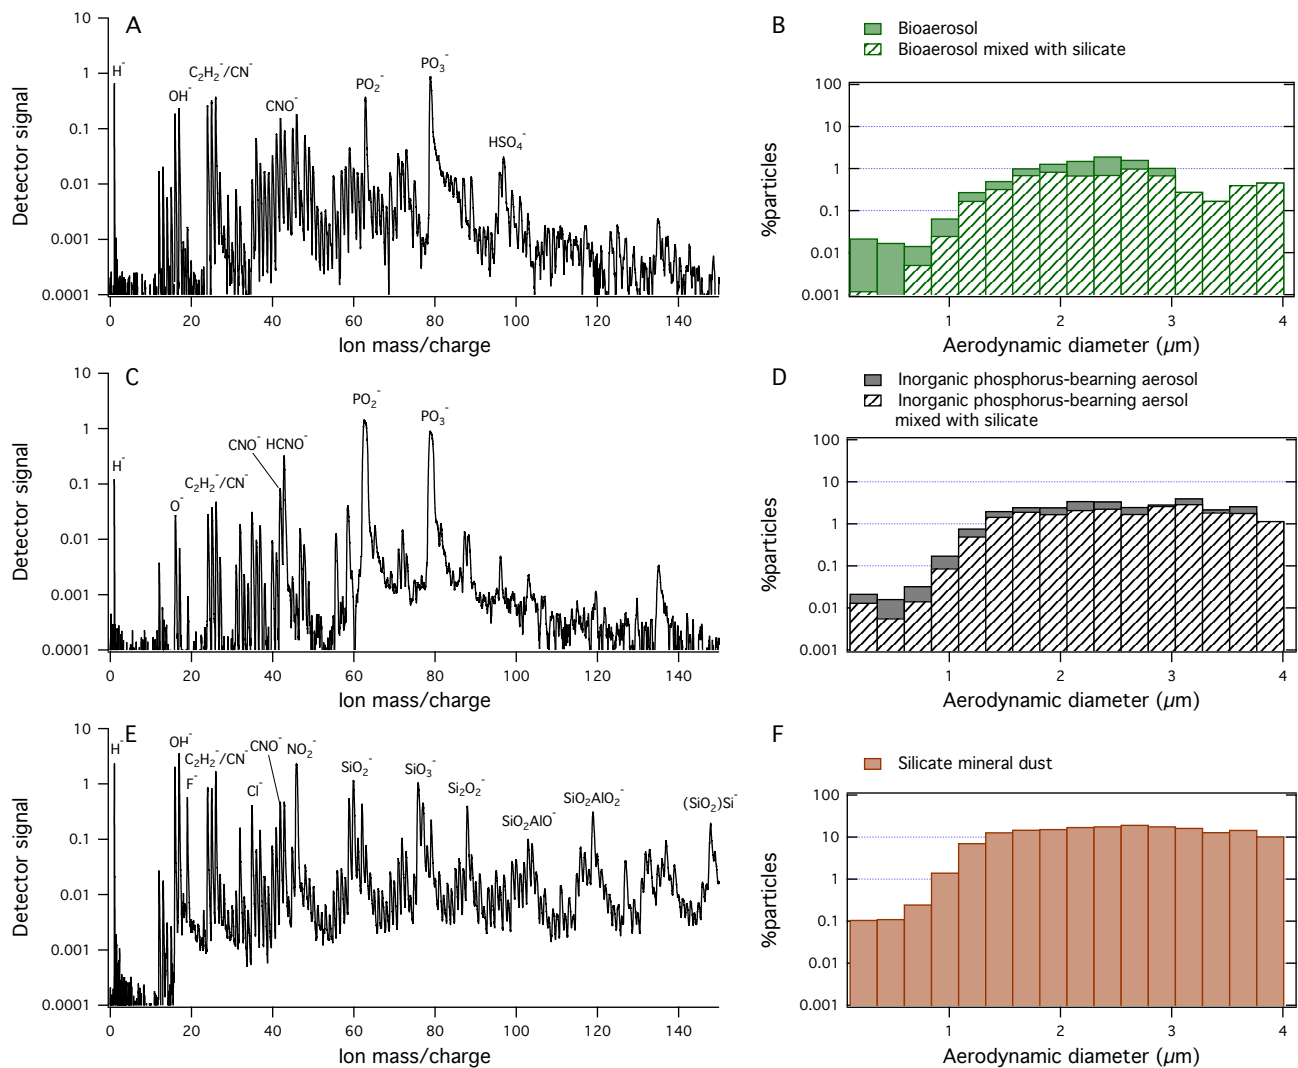 A
Detector signal
10
1
0.1
0.01
0.001
0.0001
H⁻
OH⁻
C₂H₂⁻/CN⁻
CNO⁻
PO₂⁻
PO₃⁻
HSO₄⁻
0 20 40 60 80 100 120 140
Ion mass/charge
B
Bioaerosol
Bioaerosol mixed with silicate
%particles
100
10
1
0.1
0.01
0.001
1 2 3 4
Aerodynamic diameter (µm)
C
Detector signal
10
1
0.1
0.01
0.001
0.0001
H⁻
O⁻
C₂H₂⁻/CN⁻
CNO⁻ HCNO⁻
PO₂⁻
PO₃⁻
0 20 40 60 80 100 120 140
Ion mass/charge
D
Inorganic phosphorus-bearning aerosol
Inorganic phosphorus-bearning aersol
mixed with silicate
%particles
100
10
1
0.1
0.01
0.001
1 2 3 4
Aerodynamic diameter (µm)
E
Detector signal
10
1
0.1
0.01
0.001
0.0001
H⁻
OH⁻
F⁻
C₂H₂⁻/CN⁻
Cl⁻
CNO⁻
NO₂⁻
SiO₂⁻
SiO₃⁻
Si₂O₂⁻
SiO₂AlO⁻
SiO₂AlO₂⁻
(SiO₂)Si⁻
0 20 40 60 80 100 120 140
Ion mass/charge
F
Silicate mineral dust
%particles
100
10
1
0.1
0.01
0.001
1 2 3 4
Aerodynamic diameter (µm)